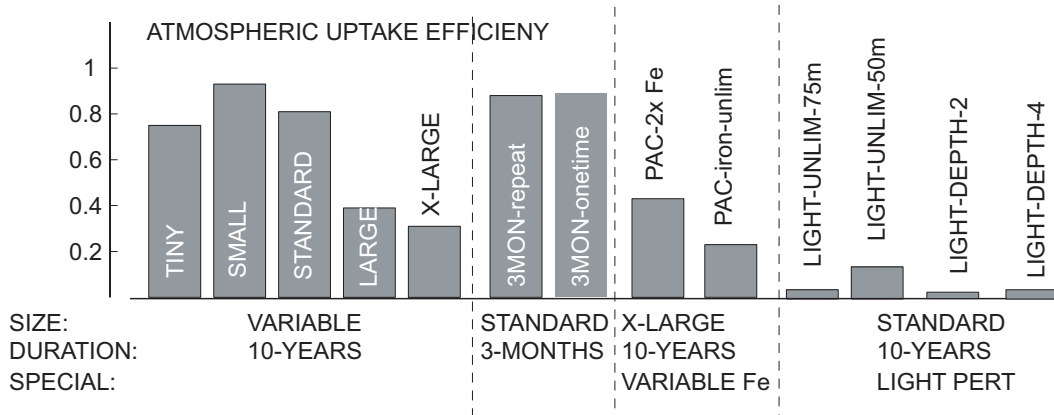 ATMOSPHERIC UPTAKE EFFICIENY
1
0.8
0.6
0.4
0.2
TINY
SMALL
STANDARD
LARGE
X-LARGE
3MON-repeat
3MON-onetime
PAC-2x Fe
PAC-iron-unlim
LIGHT-UNLIM-75m
LIGHT-UNLIM-50m
LIGHT-DEPTH-2
LIGHT-DEPTH-4
SIZE: VARIABLE STANDARD X-LARGE STANDARD
DURATION: 10-YEARS 3-MONTHS 10-YEARS 10-YEARS
SPECIAL: VARIABLE Fe LIGHT PERT